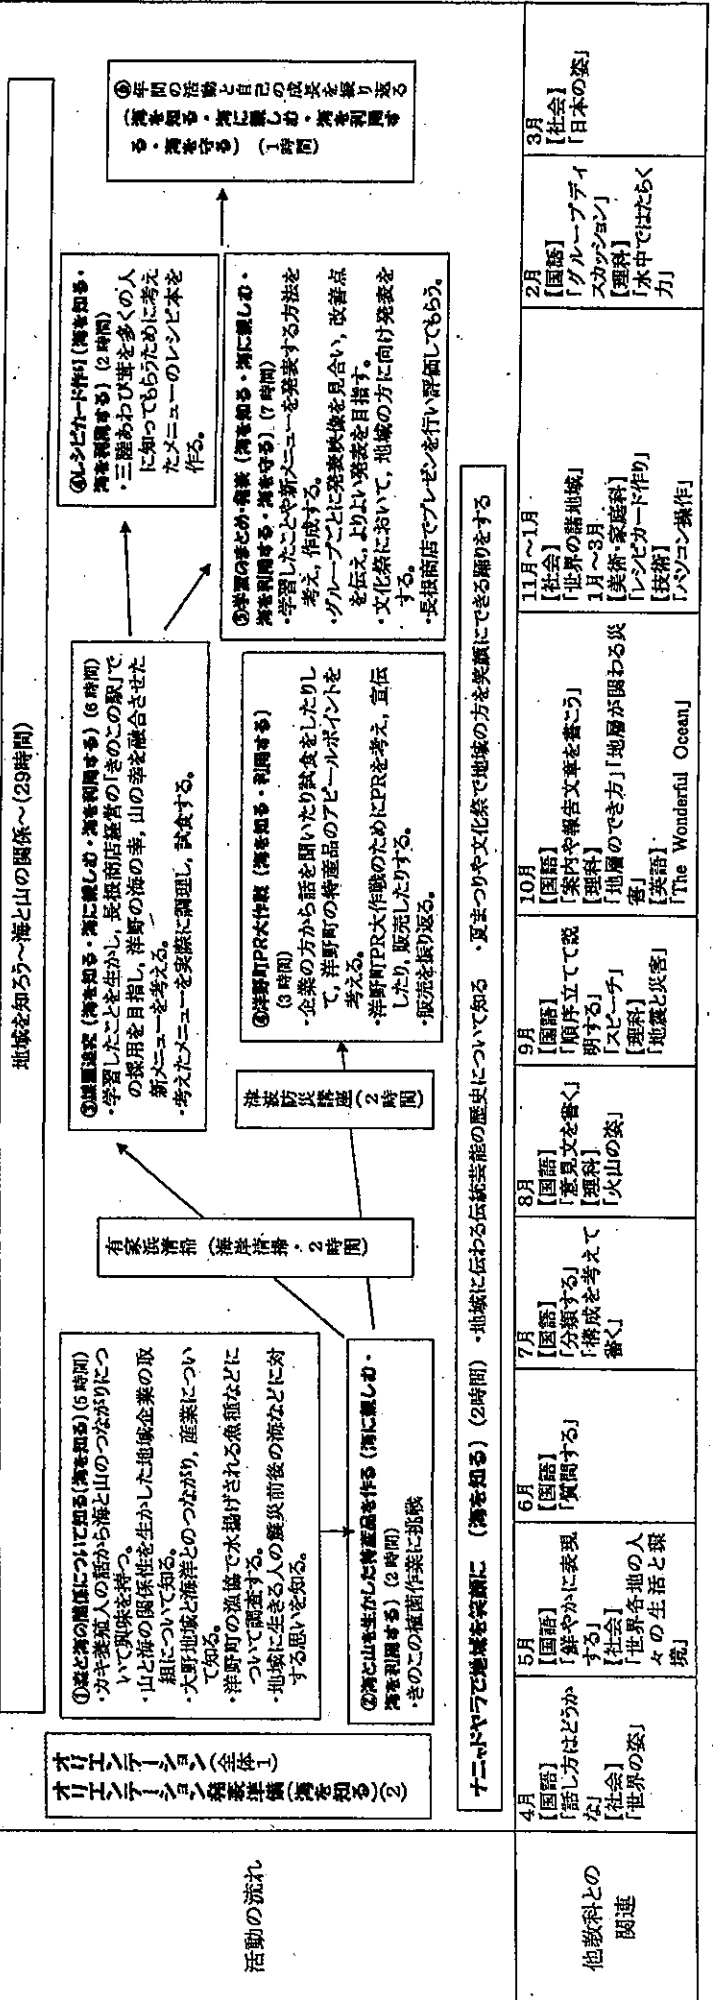 地域を知ろう～海と山の関係～(29時間)
活動の流れ
オリエンテーション(全体1)
オリエンテーション発表準備(海を知る)(2)
①森と海の関係について知る(海を知る)(5時間)
・カキ養殖人の話から海と山のつながりにつ
いて興味を持つ。
・山と海の関係性を生かした地域企業の取
組について知る。
・大野地域と海洋とのつながり,産業につい
て知る。
・洋野町の漁協で水揚げされる魚種などに
ついて調査する。
・地域に生きる人の震災前後の海などに対
する思いを知る。
②海と山を生かした特産品を作る(海に親しむ・
海を利用する)(2時間)
・きのこの植菌作業に挑戦
有家浜清掃(海岸清掃・2時間)
津波防災講座(2時間)
③課題追究(海を知る・海に親しむ・海を利用する)(6時間)
・学習したことを生かし,長根商店経営の「きのこの駅」で
の採用を目指し,洋野の海の幸,山の幸を融合させた
新メニューを考える。
・考えたメニューを実際に調理し,試食する。
④洋野町PR大作戦(海を知る・利用する)
(3時間)
・企業の方から話を聞いたり試食をしたりし
て,洋野町の特産品のアピールポイントを
考える。
・洋野町PR大作戦のためにPRを考え,宣伝
したり,販売したりする。
・販売を振り返る。
④レシピカード作り(海を知る・
海を利用する)(2時間)
・三陸あわび茸を多くの人
に知ってもらうために考え
たメニューのレシピ本を
作る。
⑤学習のまとめ・発表(海を知る・海に親しむ・
海を利用する・海を守る)(7時間)
・学習したことや新メニューを発表する方法を
考え,作成する。
・グループごとに発表映像を見合い,改善点
を伝え,よりよい発表を目指す。
・文化祭において,地域の方に向け発表を
する。
・長根商店でプレゼンを行い評価してもらう。
⑥年間の活動と自己の成長を振り返る
(海を知る・海に親しむ・海を利用す
る・海を守る)(1時間)
ナニャドヤラで地域を笑顔に (海を知る)(2時間) ・地域に伝わる伝統芸能の歴史について知る ・夏まつりや文化祭で地域の方を笑顔にできる踊りをする
他教科との
関連
4月
【国語】
「話し方はどうか
な」
【社会】
「世界の姿」
5月
【国語】
「鮮やかに表現
する」
【社会】
「世界各地の人
々の生活と環
境」
6月
【国語】
「質問する」
7月
【国語】
「分類する」
「構成を考えて
書く」
8月
【国語】
「意見文を書く」
【理科】
「火山の姿」
9月
【国語】
「順序立てて説
明する」
「スピーチ」
【理科】
「地震と災害」
10月
【国語】
「案内や報告文章を書こう」
【理科】
「地層のでき方」「地層が関わる災
害」
【英語】
「The Wonderful Ocean」
11月～1月
【社会】
「世界の諸地域」
1月～3月
【美術・家庭科】
「レシピカード作り」
【技術】
「パソコン操作」
2月
【国語】
「グループディ
スカッション」
【理科】
「水中ではたらく
力」
3月
【社会】
「日本の姿」